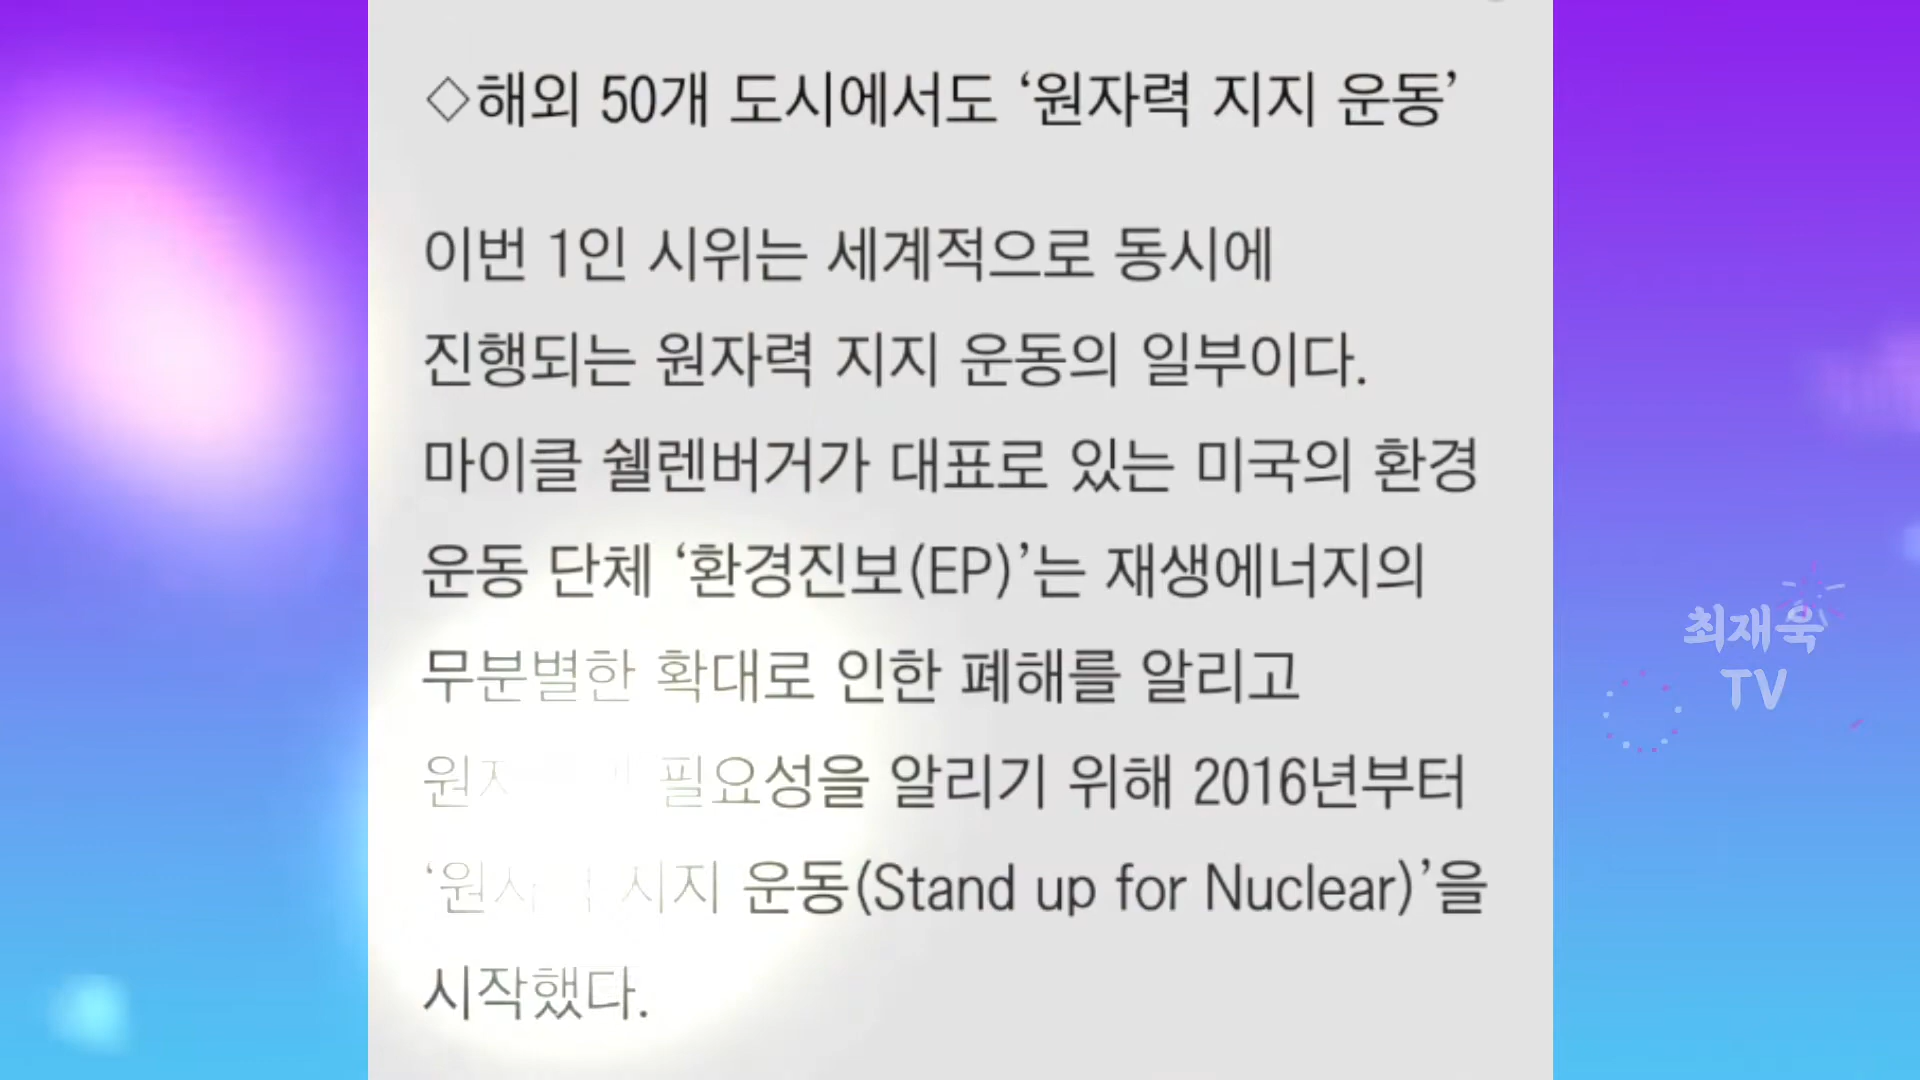 ◇해외 50개 도시에서도 ‘원자력 지지 운동’
이번 1인 시위는 세계적으로 동시에
진행되는 원자력 지지 운동의 일부이다.
마이클 쉘렌버거가 대표로 있는 미국의 환경
운동 단체 ‘환경진보(EP)’는 재생에너지의
무분별한 확대로 인한 폐해를 알리고
필요성을 알리기 위해 2016년부터
운동(Stand up for Nuclear)’을
시작했다.
최재욱
TV